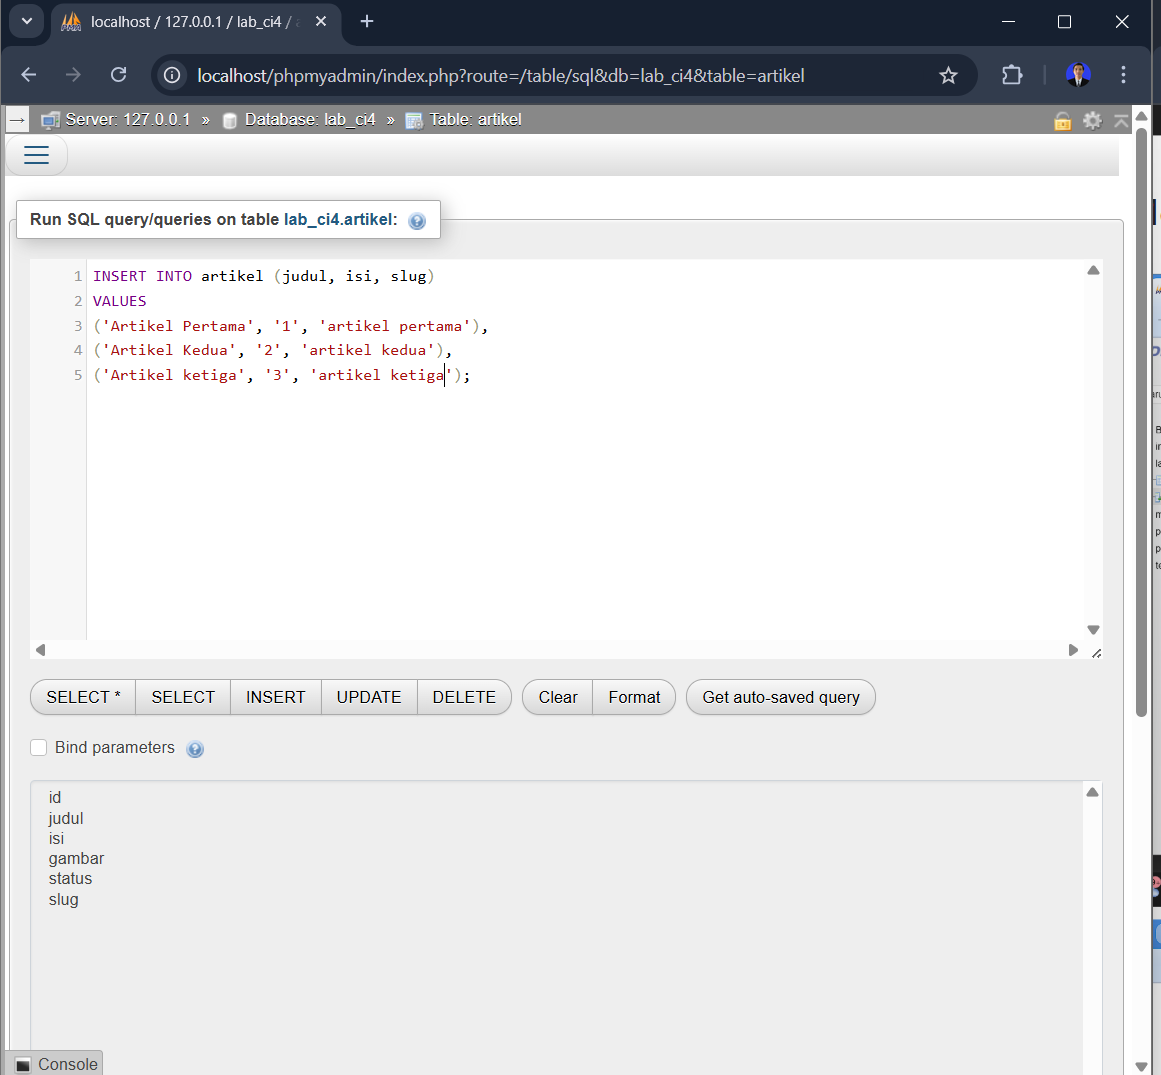 localhost / 127.0.0.1 / lab_ci4 /
localhost/phpmyadmin/index.php?route=/table/sql&db=lab_ci4&table=artikel
Server: 127.0.0.1 » Database: lab_ci4 » Table: artikel
Run SQL query/queries on table lab_ci4.artikel:
1 INSERT INTO artikel (judul, isi, slug)
2 VALUES
3 ('Artikel Pertama', '1', 'artikel pertama'),
4 ('Artikel Kedua', '2', 'artikel kedua'),
5 ('Artikel ketiga', '3', 'artikel ketiga');
SELECT * SELECT INSERT UPDATE DELETE Clear Format Get auto-saved query
Bind parameters
id
judul
isi
gambar
status
slug
Console